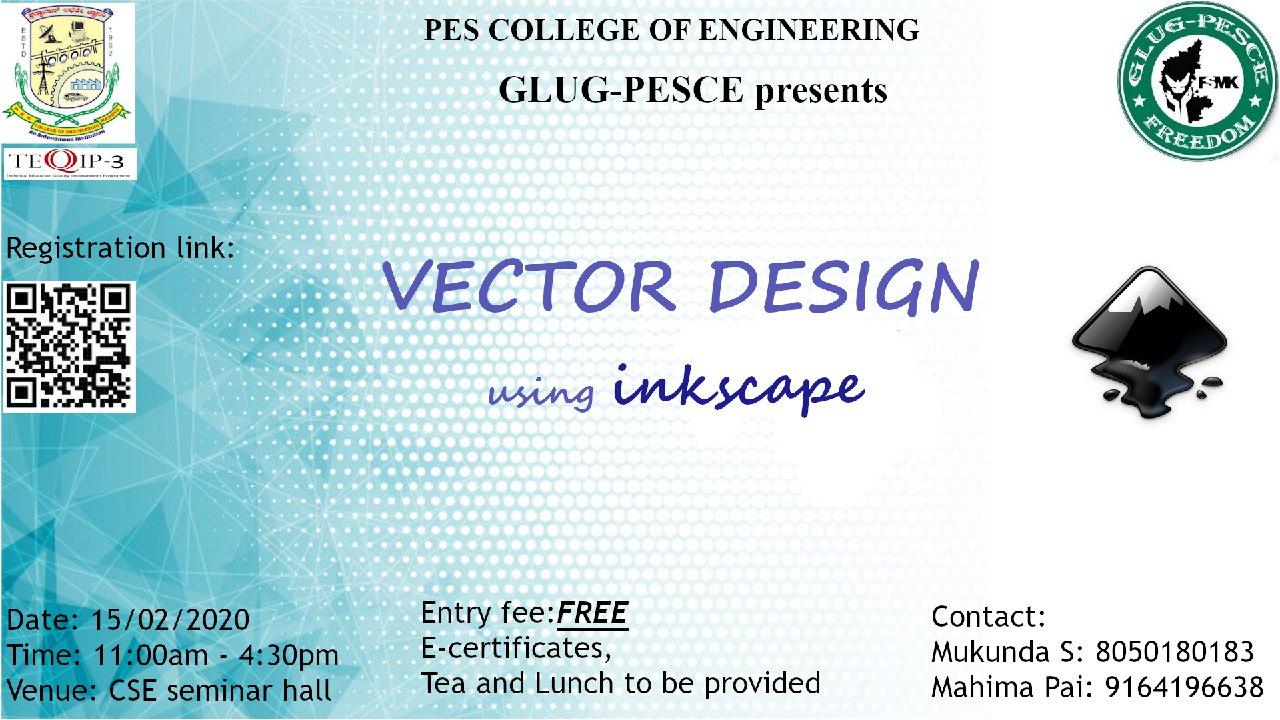 PES COLLEGE OF ENGINEERING
GLUG-PESCE presents
ESTD
1962
TEQIP-3
GLUG-PESCE
FSMK
FREEDOM
Registration link:
VECTOR DESIGN
using inkscape
Date: 15/02/2020
Time: 11:00am - 4:30pm
Venue: CSE seminar hall
Entry fee:FREE
E-certificates,
Tea and Lunch to be provided
Contact:
Mukunda S: 8050180183
Mahima Pai: 9164196638